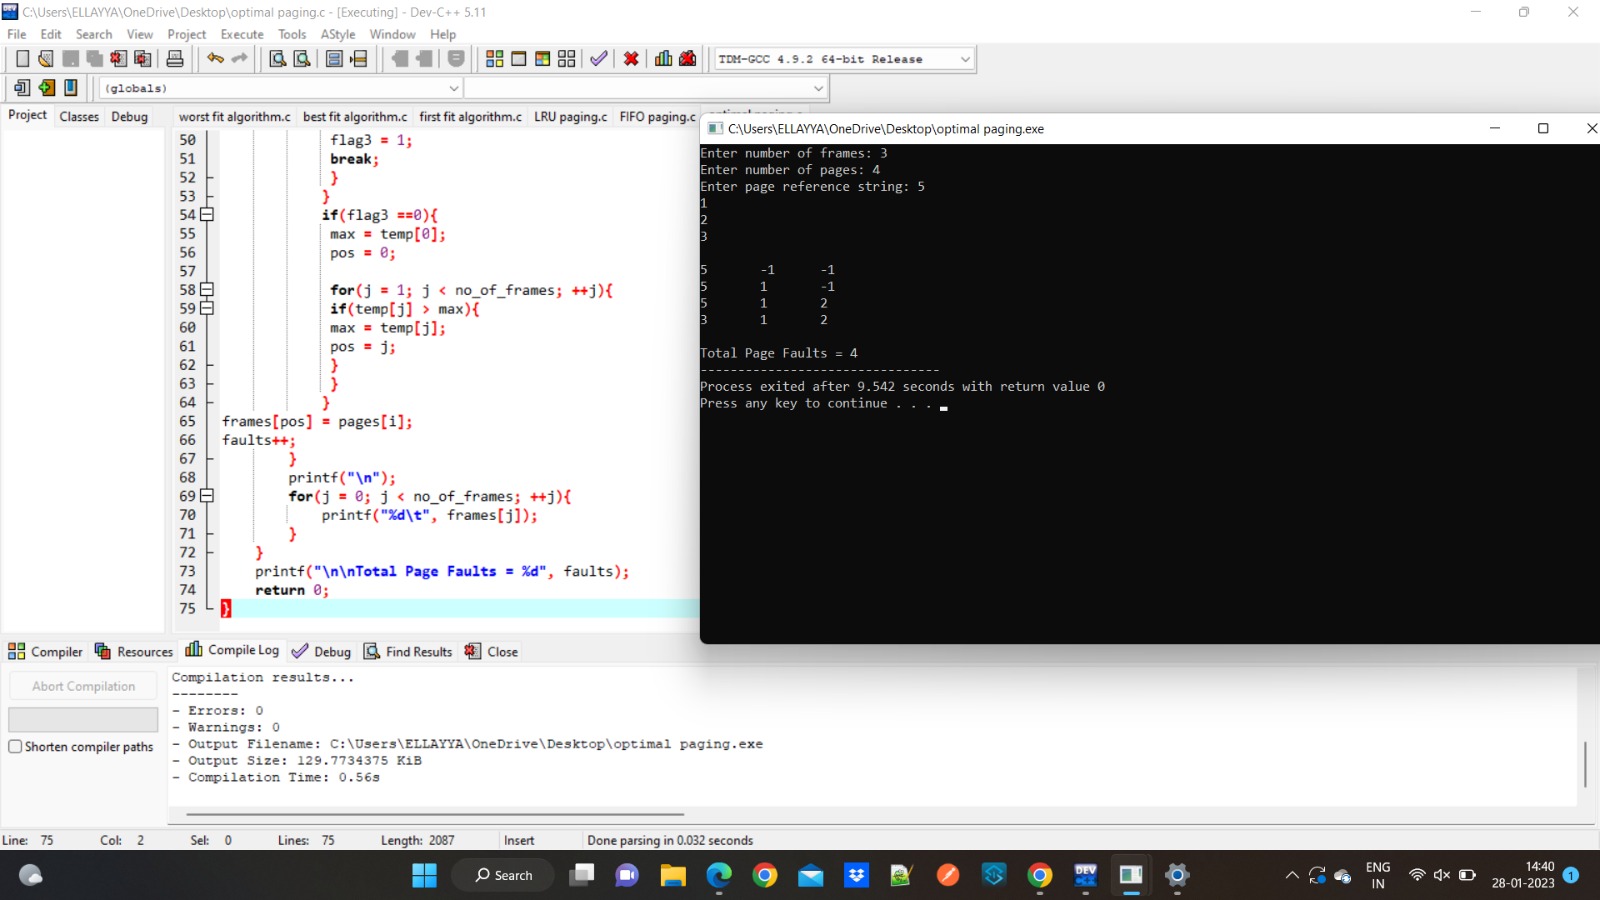 C:\Users\ELLAYYA\OneDrive\Desktop\optimal paging.c - [Executing] - Dev-C++ 5.11
File Edit Search View Project Execute Tools AStyle Window Help
TDM-GCC 4.9.2 64-bit Release
(globals)
Project Classes Debug
worst fit algorithm.c best fit algorithm.c first fit algorithm.c LRU paging.c FIFO paging.c
50 flag3 = 1;
51 break;
52 }
53 }
54 if(flag3 ==0){
55 max = temp[0];
56 pos = 0;
57
58 for(j = 1; j < no_of_frames; ++j){
59 if(temp[j] > max){
60 max = temp[j];
61 pos = j;
62 }
63 }
64 }
65 frames[pos] = pages[i];
66 faults++;
67 }
68 printf("\n");
69 for(j = 0; j < no_of_frames; ++j){
70 printf("%d\t", frames[j]);
71 }
72 }
73 printf("\n\nTotal Page Faults = %d", faults);
74 return 0;
75 }
C:\Users\ELLAYYA\OneDrive\Desktop\optimal paging.exe
Enter number of frames: 3
Enter number of pages: 4
Enter page reference string: 5
1
2
3
5 -1 -1
5 1 -1
5 1 2
3 1 2
Total Page Faults = 4
--------------------------------
Process exited after 9.542 seconds with return value 0
Press any key to continue . . .
Compiler Resources Compile Log Debug Find Results Close
Abort Compilation
Shorten compiler paths
Compilation results...
--------
- Errors: 0
- Warnings: 0
- Output Filename: C:\Users\ELLAYYA\OneDrive\Desktop\optimal paging.exe
- Output Size: 129.7734375 KiB
- Compilation Time: 0.56s
Line: 75 Col: 2 Sel: 0 Lines: 75 Length: 2087 Insert Done parsing in 0.032 seconds
Search
DEV
ENG
IN
14:40
28-01-2023
1